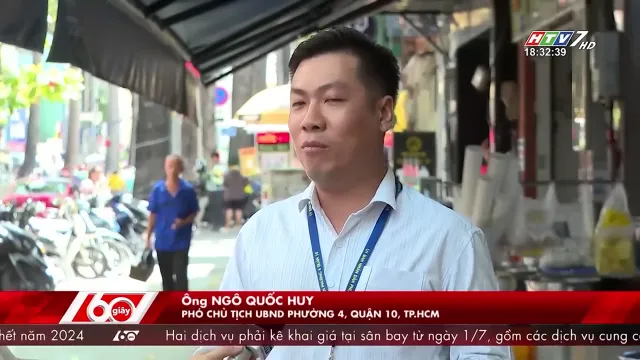 HTV7 HD
18:32:39
Ông NGÔ QUỐC HUY
PHÓ CHỦ TỊCH UBND PHƯỜNG 4, QUẬN 10, TP.HCM
60 giây
hết năm 2024 60 Hai dịch vụ phải kê khai giá tại sân bay từ ngày 1/7, gồm các dịch vụ cung c